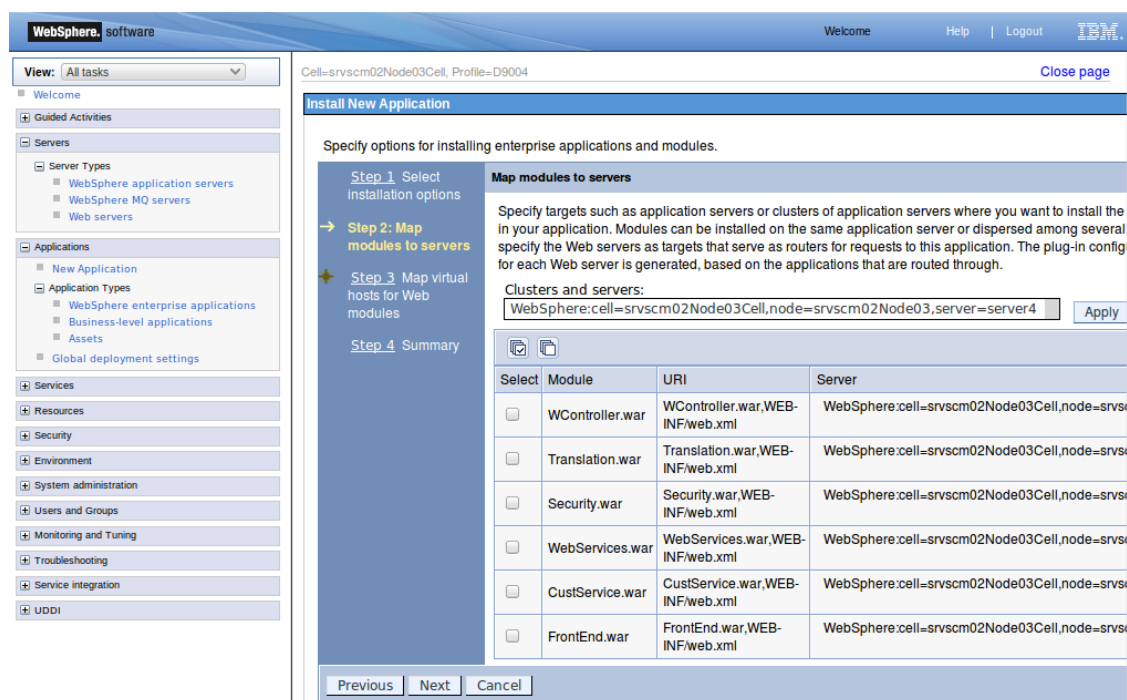 WebSphere. software
Welcome
Help | Logout
IBM.
View: All tasks
Welcome
Guided Activities
Servers
Server Types
WebSphere application servers
WebSphere MQ servers
Web servers
Applications
New Application
Application Types
WebSphere enterprise applications
Business-level applications
Assets
Global deployment settings
Services
Resources
Security
Environment
System administration
Users and Groups
Monitoring and Tuning
Troubleshooting
Service integration
UDDI
Cell=srvscm02Node03Cell, Profile=D9004
Close page
Install New Application
Specify options for installing enterprise applications and modules.
Step 1 Select
installation options
Step 2: Map
modules to servers
Step 3 Map virtual
hosts for Web
modules
Step 4 Summary
Map modules to servers
Specify targets such as application servers or clusters of application servers where you want to install the
in your application. Modules can be installed on the same application server or dispersed among several
specify the Web servers as targets that serve as routers for requests to this application. The plug-in config
for each Web server is generated, based on the applications that are routed through.
Clusters and servers:
WebSphere:cell=srvscm02Node03Cell,node=srvscm02Node03,server=server4
Apply
Select Module URI Server
WController.war WController.war,WEB-
INF/web.xml WebSphere:cell=srvscm02Node03Cell,node=srvs
Translation.war Translation.war,WEB-
INF/web.xml WebSphere:cell=srvscm02Node03Cell,node=srvs
Security.war Security.war,WEB-
INF/web.xml WebSphere:cell=srvscm02Node03Cell,node=srvs
WebServices.war WebServices.war,WEB-
INF/web.xml WebSphere:cell=srvscm02Node03Cell,node=srvs
CustService.war CustService.war,WEB-
INF/web.xml WebSphere:cell=srvscm02Node03Cell,node=srvs
FrontEnd.war FrontEnd.war,WEB-
INF/web.xml WebSphere:cell=srvscm02Node03Cell,node=srvs
Previous Next Cancel